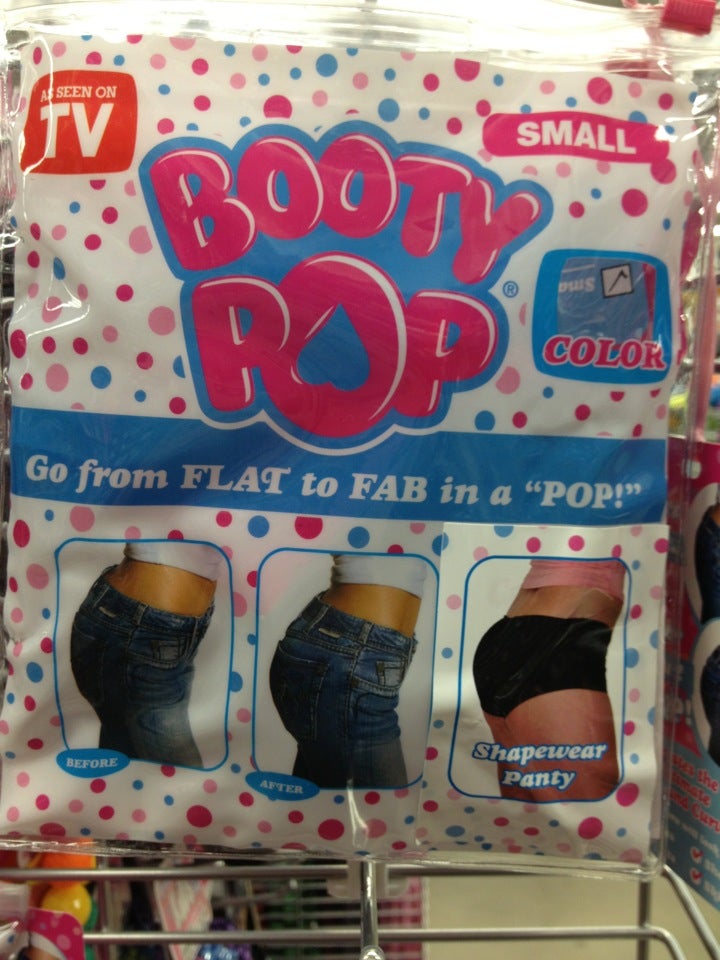 AS SEEN ON
TV
SMALL
BOOTY
POP®
Small
COLOR
Go from FLAT to FAB in a “POP!”
BEFORE
AFTER
Shapewear
Panty